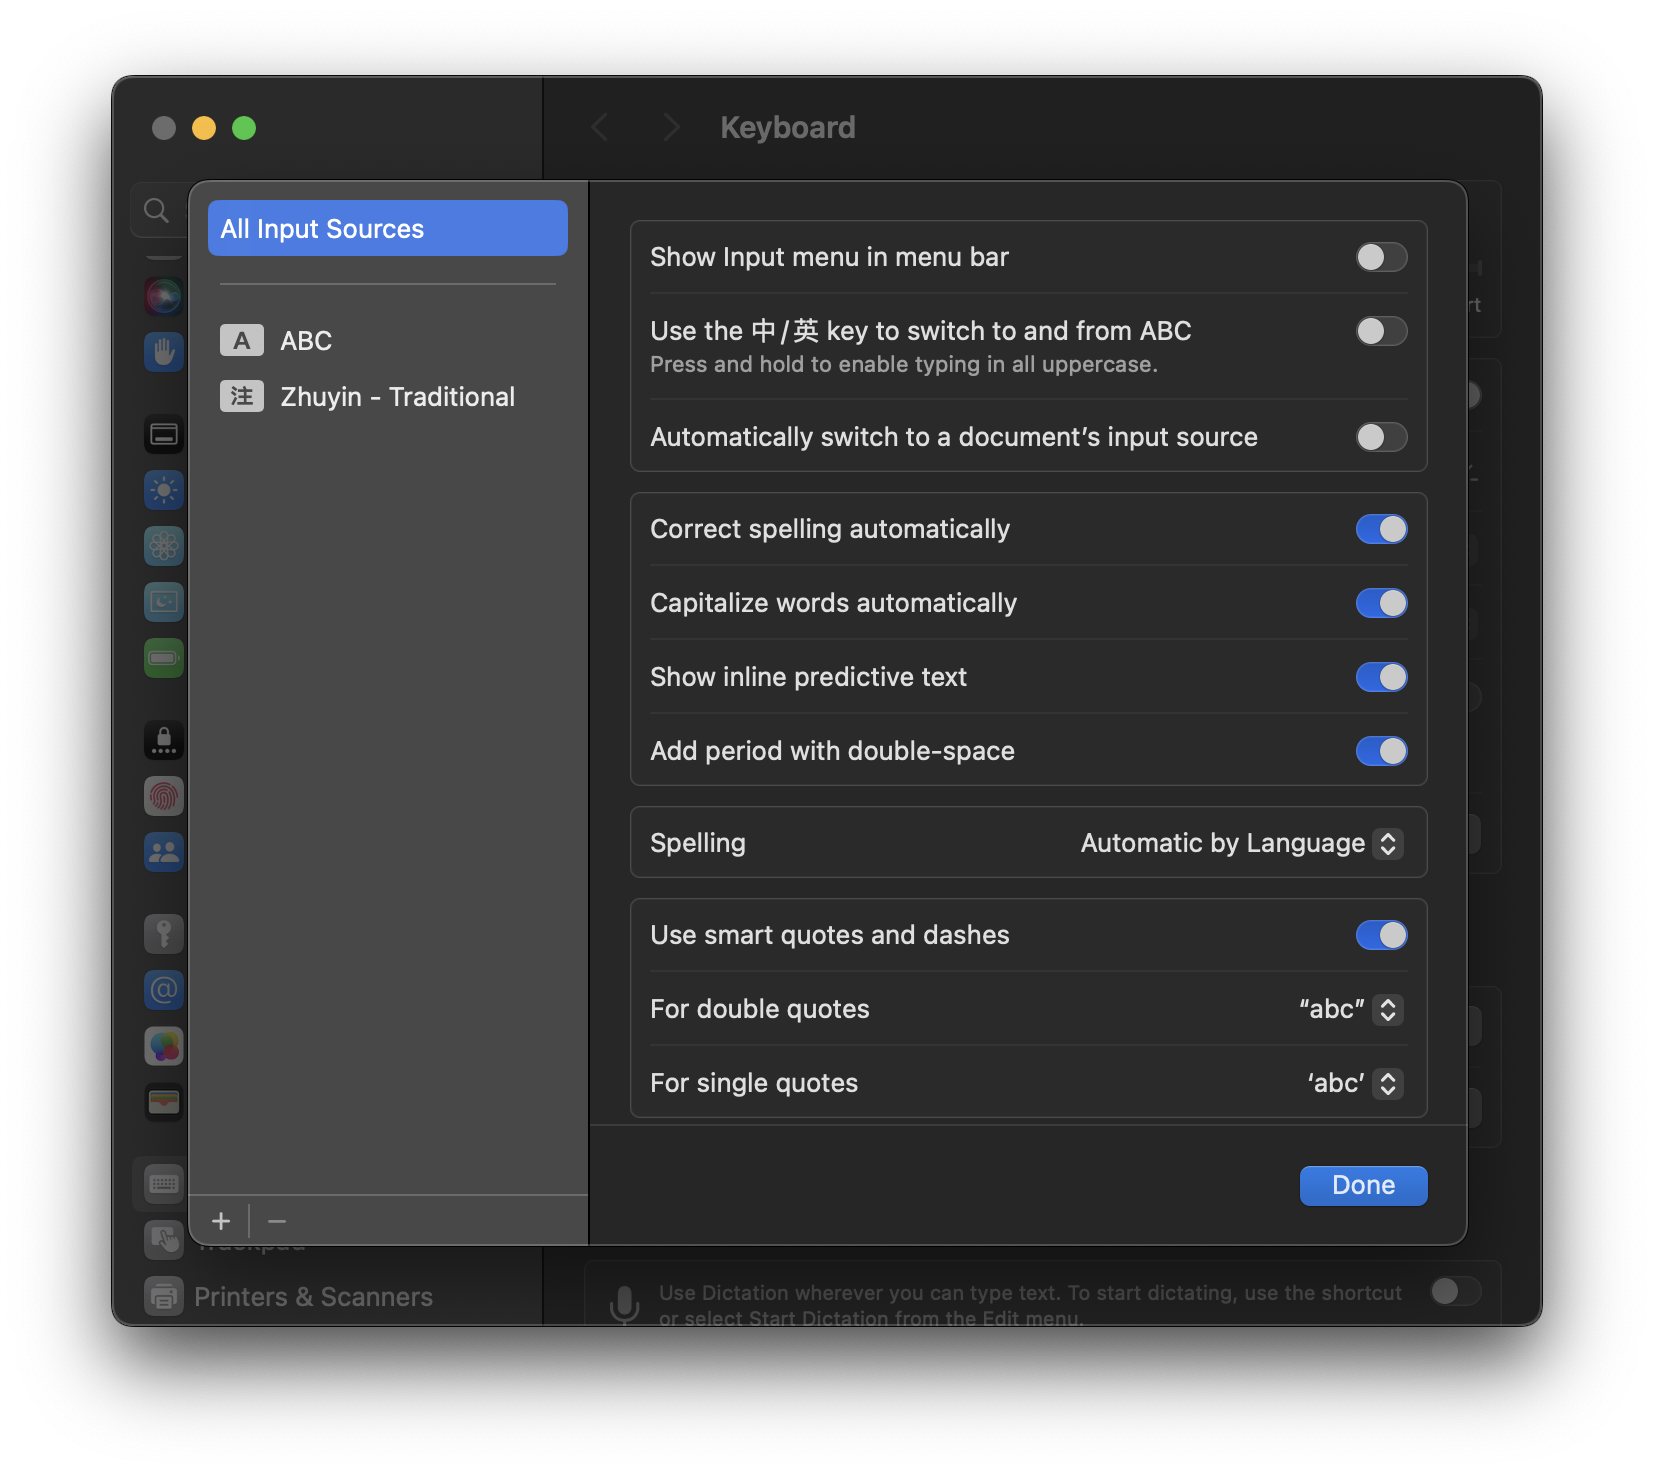 Keyboard
All Input Sources
A ABC
注 Zhuyin - Traditional
Show Input menu in menu bar
Use the 中/英 key to switch to and from ABC
Press and hold to enable typing in all uppercase.
Automatically switch to a document’s input source
Correct spelling automatically
Capitalize words automatically
Show inline predictive text
Add period with double-space
Spelling Automatic by Language
Use smart quotes and dashes
For double quotes “abc”
For single quotes ‘abc’
Done
Trackpad
Printers & Scanners
Use Dictation wherever you can type text. To start dictating, use the shortcut
or select Start Dictation from the Edit menu.